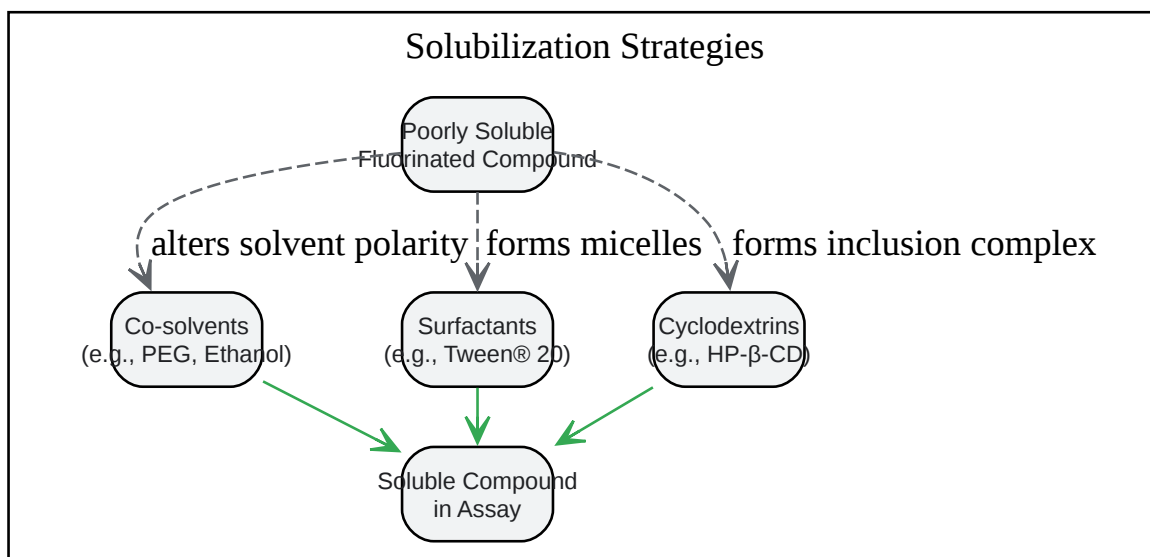 Solubilization Strategies
Poorly Soluble
Fluorinated Compound
alters solvent polarity
forms micelles
forms inclusion complex
Co-solvents
(e.g., PEG, Ethanol)
Surfactants
(e.g., Tween® 20)
Cyclodextrins
(e.g., HP-β-CD)
Soluble Compound
in Assay